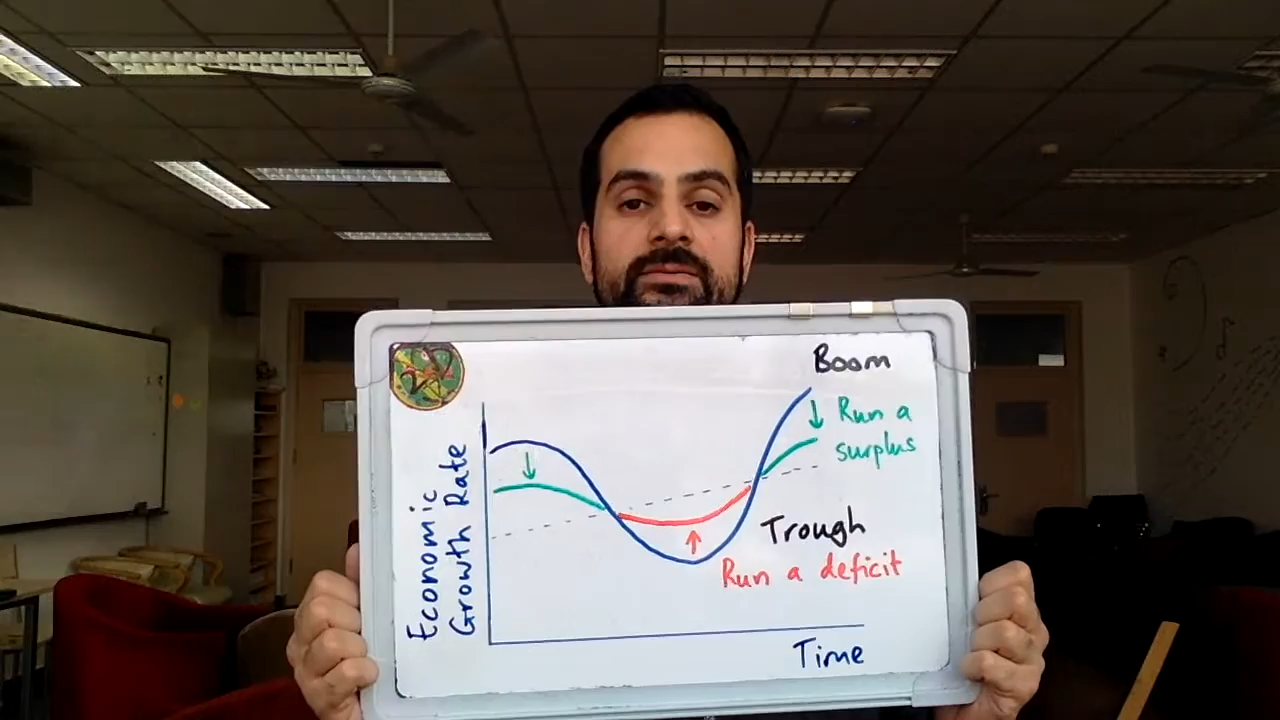 Boom
Run a
surplus
Economic
Growth Rate
Trough
Run a deficit
Time